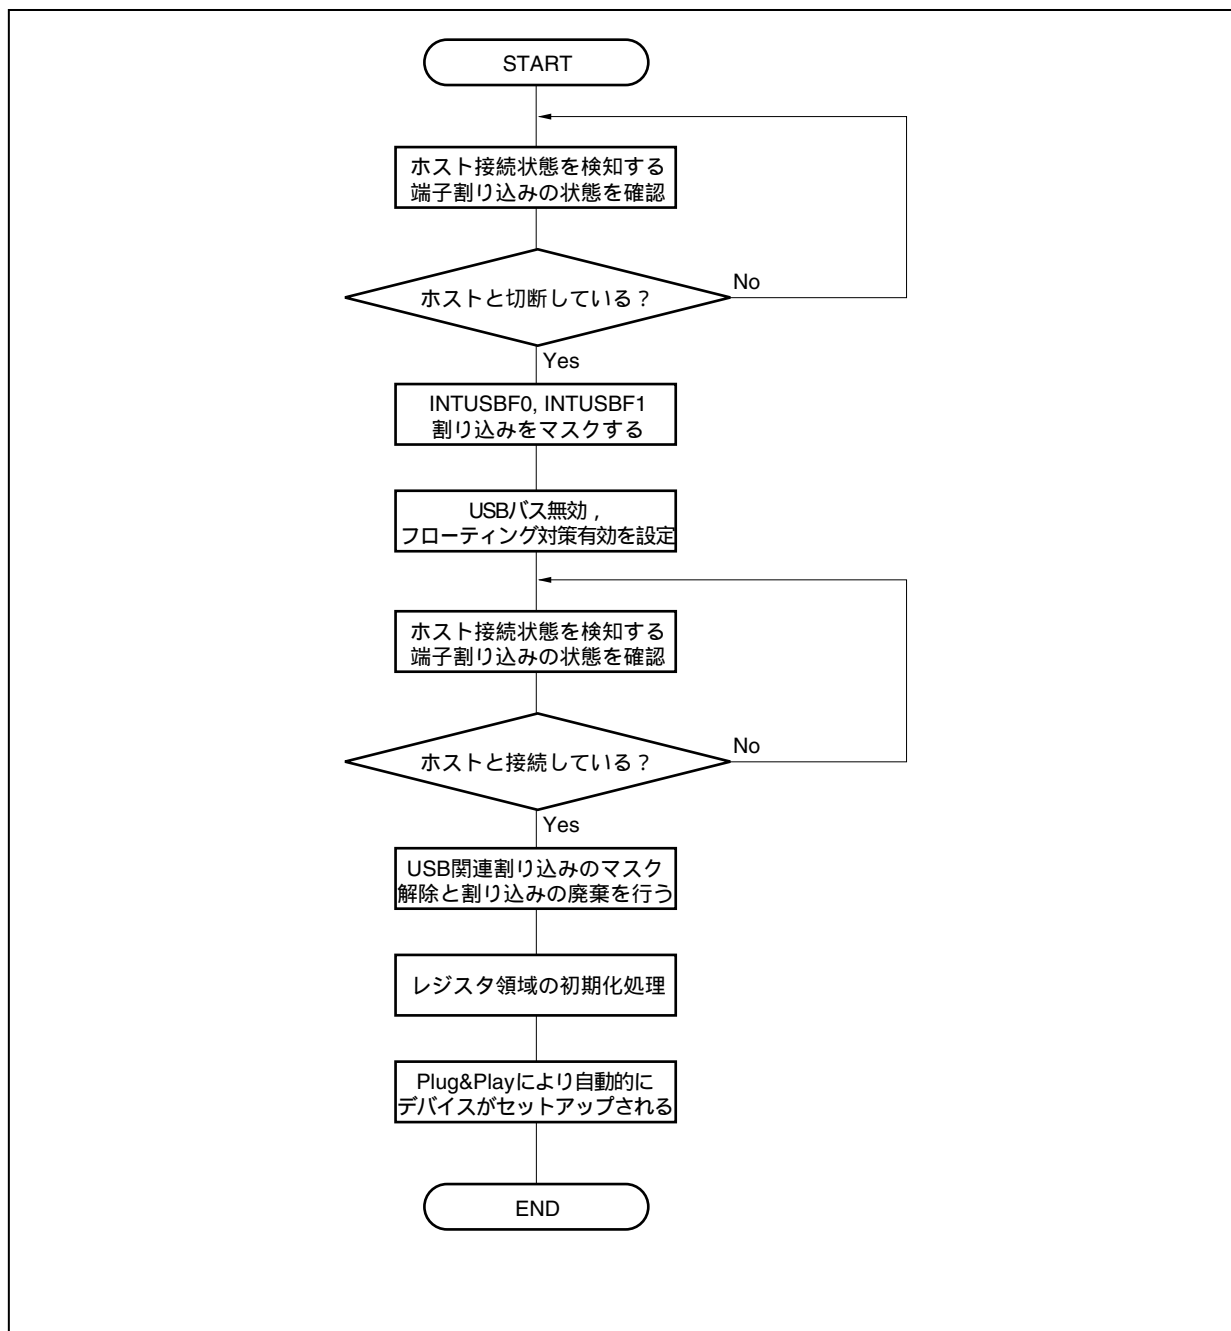 START
ホスト接続状態を検知する
端子割り込みの状態を確認
ホストと切断している？
No
Yes
INTUSBF0, INTUSBF1
割り込みをマスクする
USBバス無効，
フローティング対策有効を設定
ホスト接続状態を検知する
端子割り込みの状態を確認
ホストと接続している？
No
Yes
USB関連割り込みのマスク
解除と割り込みの廃棄を行う
レジスタ領域の初期化処理
Plug&Playにより自動的に
デバイスがセットアップされる
END